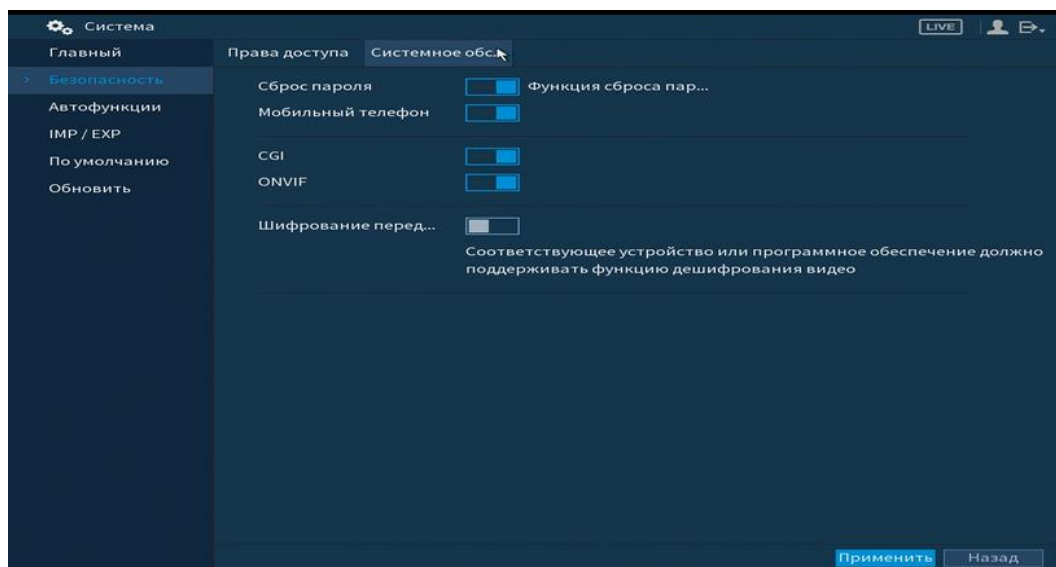 Система
LIVE
Главный
Права доступа
Системное обс..
Безопасность
Сброс пароля
Функция сброса пар...
Автофункции
Мобильный телефон
IMP / EXP
CGI
По умолчанию
ONVIF
Обновить
Шифрование перед...
Соответствующее устройство или программное обеспечение должно
поддерживать функцию дешифрования видео
Применить
Назад